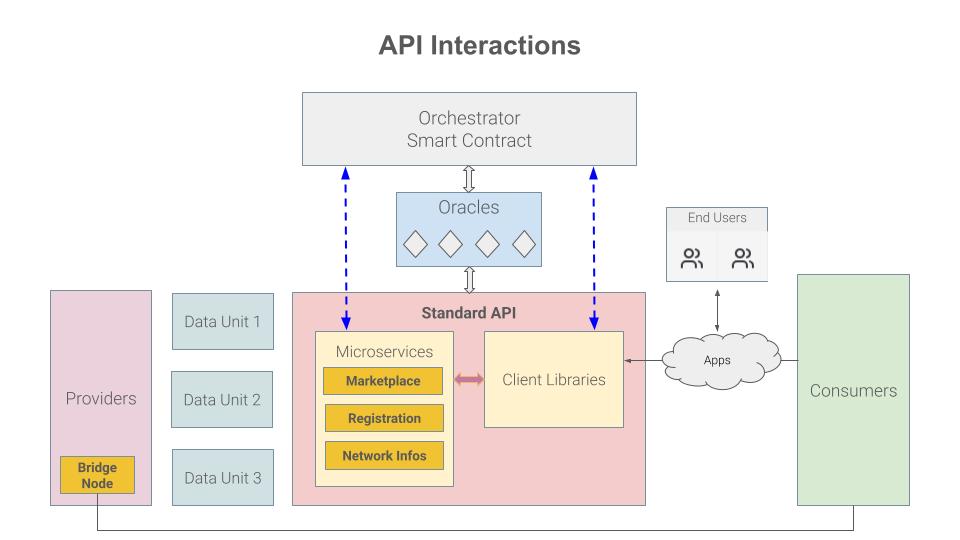 API Interactions
Orchestrator
Smart Contract
Oracles
End Users
Standard API
Data Unit 1
Microservices
Apps
Marketplace
Client Libraries
Consumers
Providers
Data Unit 2
Registration
Network Infos
Bridge
Node
Data Unit 3